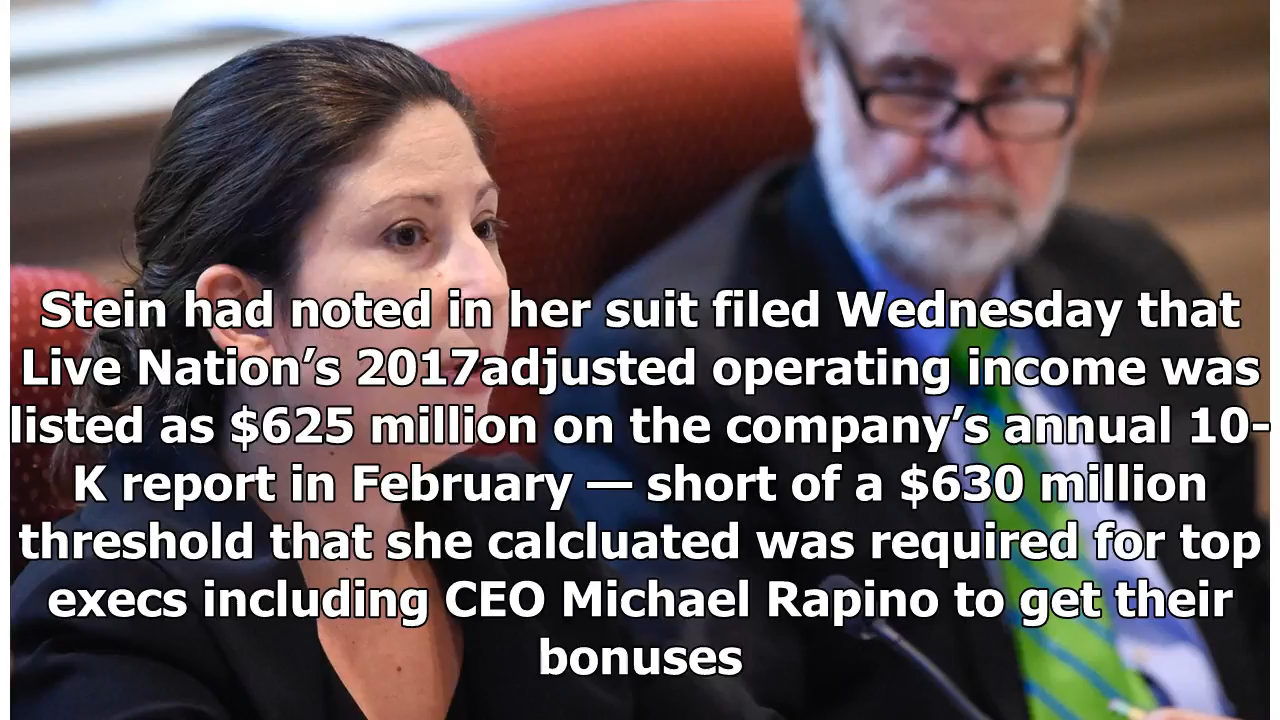 Stein had noted in her suit filed Wednesday that
Live Nation’s 2017adjusted operating income was
listed as $625 million on the company’s annual 10-
K report in February — short of a $630 million
threshold that she calcluated was required for top
execs including CEO Michael Rapino to get their
bonuses